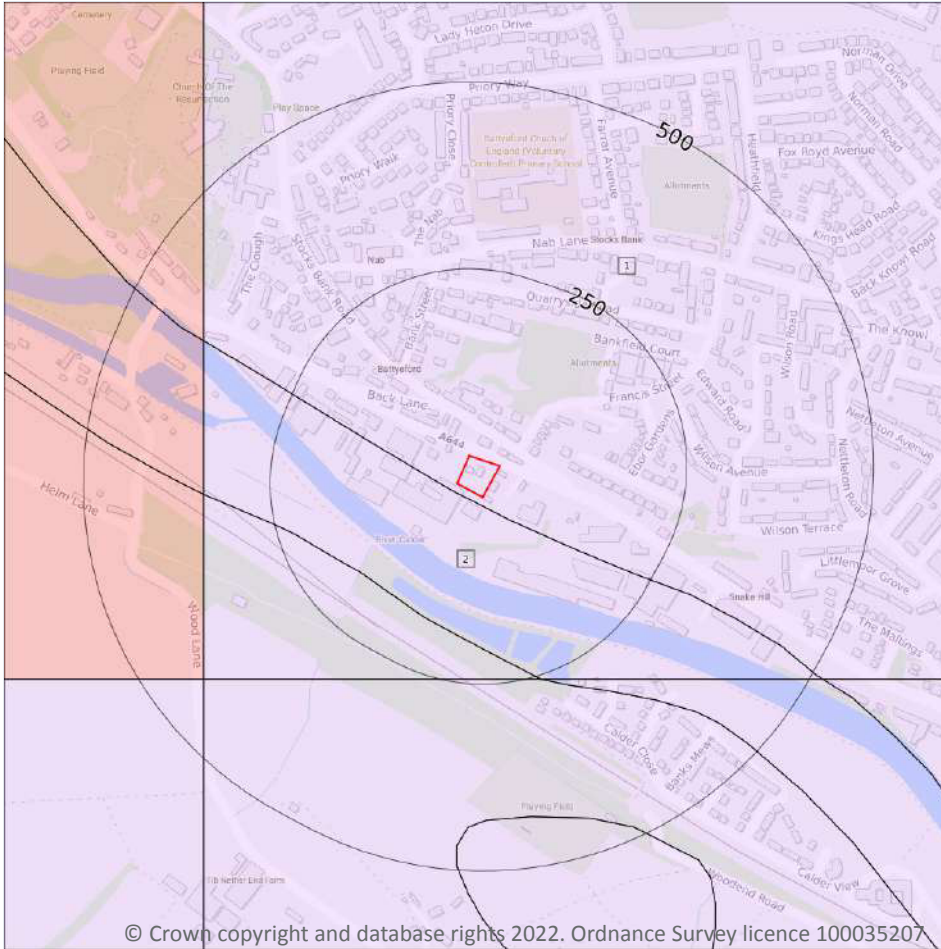 Cemetery
Lady Heton Drive
Norman Drive
Playing Field
Church Of The
Resurrection
Play Space
Priory Way
Priory Close
500
Norman Road
Battyeford Church of
England (Voluntary
Controlled) Primary School
Farrar Avenue
Heathfield
Fox Royd Avenue
Priory Walk
Allotments
The Nab
Kings Head Road
Nab Lane
Stocks Bank
Back Knowl Road
The Clough
Stocks Bank Road
Nab
1
250
Bank Street
The Knowl
Bankfield Court
Wilson Road
Battyeford
Allotments
Back Lane
Francis Street
Edward Road
Nettleton Avenue
A644
Ebor Gardens
Wilson Avenue
Nettleton Road
Helm Lane
Wilson Terrace
2
Littlemoor Grove
Wood Lane
Snake Hill
The Maltings
Calder Close
Banks Mews
Playing Field
Tib Nether End Farm
Calder View
Woodend Road
© Crown copyright and database rights 2022. Ordnance Survey licence 100035207.